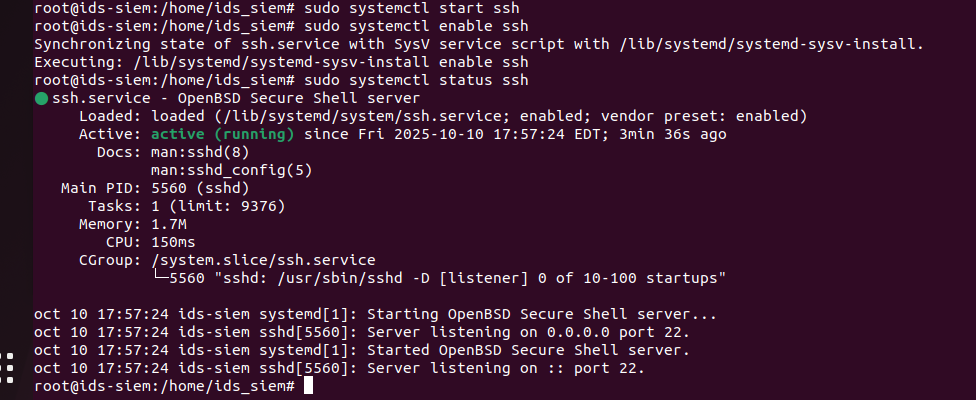 root@ids-siem:/home/ids_siem# sudo systemctl start ssh
root@ids-siem:/home/ids_siem# sudo systemctl enable ssh
Synchronizing state of ssh.service with SysV service script with /lib/systemd/systemd-sysv-install.
Executing: /lib/systemd/systemd-sysv-install enable ssh
root@ids-siem:/home/ids_siem# sudo systemctl status ssh
● ssh.service - OpenBSD Secure Shell server
     Loaded: loaded (/lib/systemd/system/ssh.service; enabled; vendor preset: enabled)
     Active: active (running) since Fri 2025-10-10 17:57:24 EDT; 3min 36s ago
       Docs: man:sshd(8)
             man:sshd_config(5)
   Main PID: 5560 (sshd)
      Tasks: 1 (limit: 9376)
     Memory: 1.7M
        CPU: 150ms
     CGroup: /system.slice/ssh.service
             └─5560 "sshd: /usr/sbin/sshd -D [listener] 0 of 10-100 startups"

oct 10 17:57:24 ids-siem systemd[1]: Starting OpenBSD Secure Shell server...
oct 10 17:57:24 ids-siem sshd[5560]: Server listening on 0.0.0.0 port 22.
oct 10 17:57:24 ids-siem systemd[1]: Started OpenBSD Secure Shell server.
oct 10 17:57:24 ids-siem sshd[5560]: Server listening on :: port 22.
root@ids-siem:/home/ids_siem#